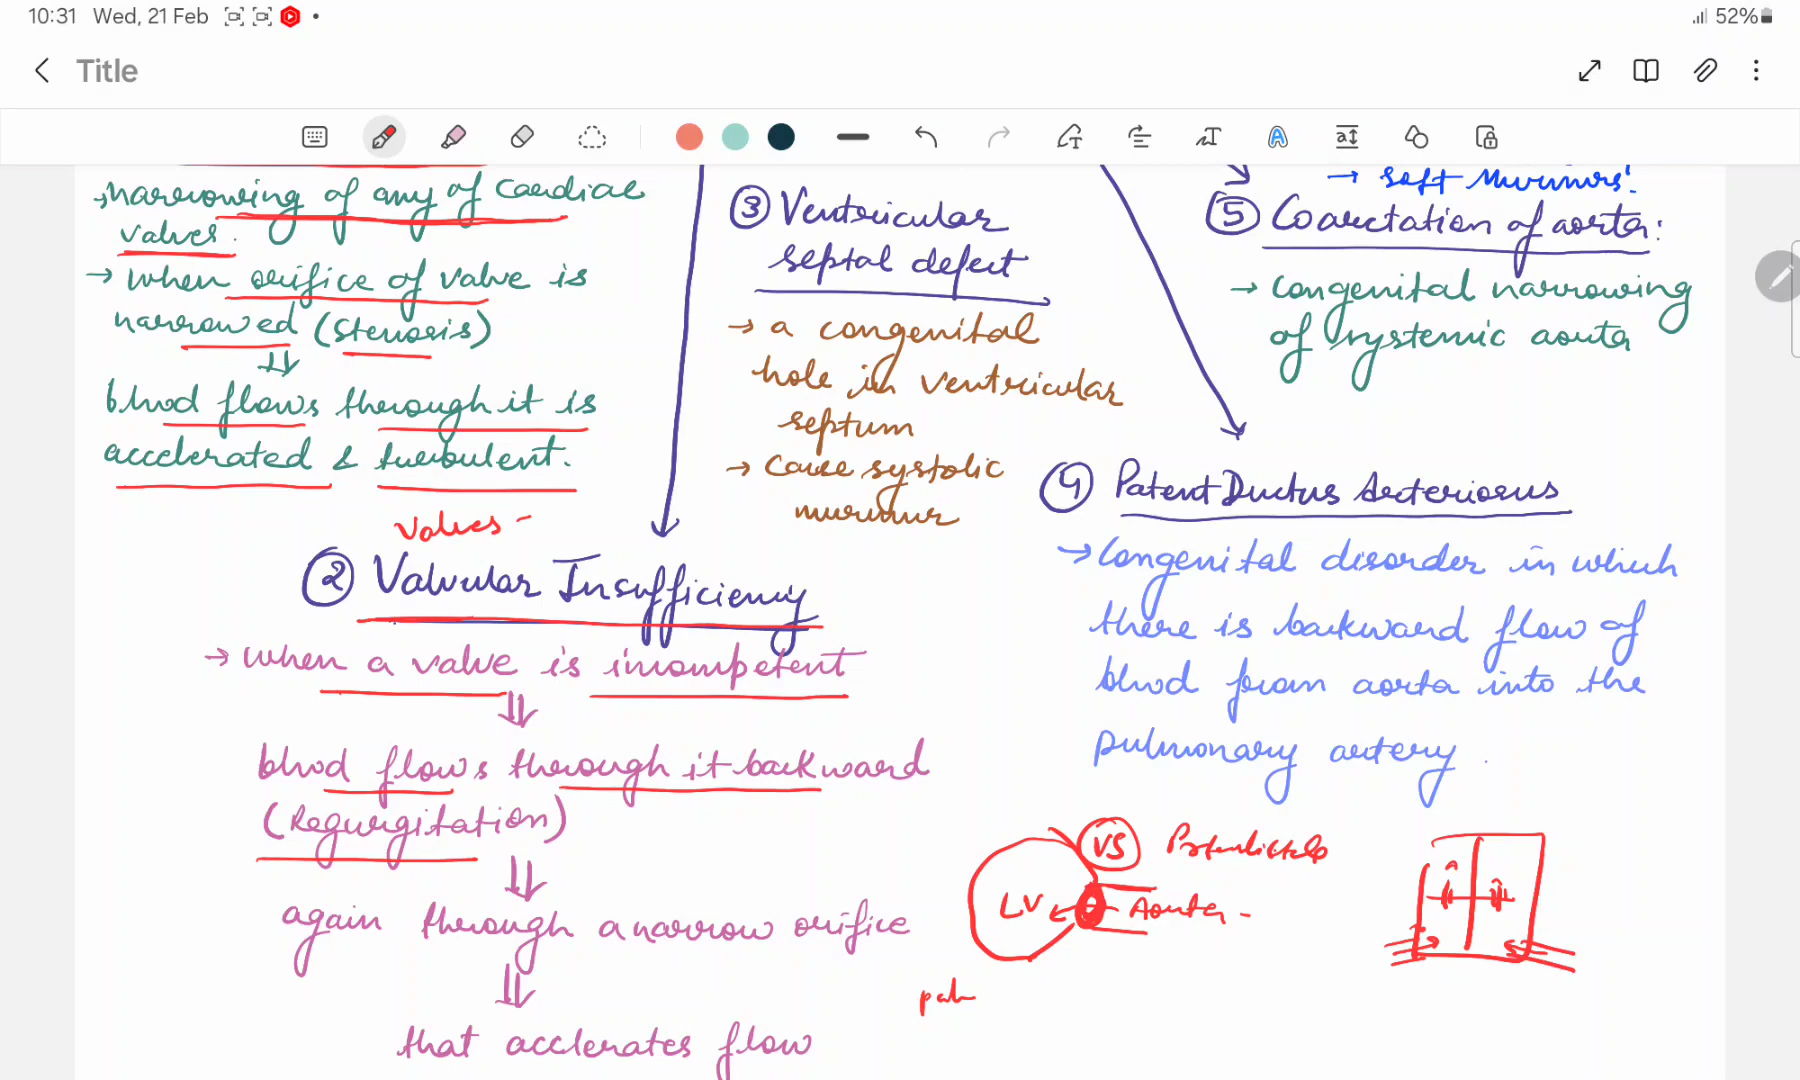 10:31 Wed, 21 Feb
52%
Title
→ narrowing of any of Cardiac
valves.
→ when orifice of valve is
narrowed (stenosis)
blood flows through it is
accelerated & turbulent.
valves -
② Valvular Insufficiency
→ when a valve is incompetent
blood flows through it backward
(Regurgitation)
again through a narrow orifice
that acclerates flow
③ Ventricular
septal defect
→ a congenital
hole in ventricular
septum
→ Cause systolic
murmur
→ soft Murmurs!
⑤ Coarctation of aorta:
→ Congenital narrowing
of systemic aorta
④ Patent Ductus Arteriosus
→ Congenital disorder in which
there is backward flow of
blood from aorta into the
pulmonary artery.
VS
LV
Aorta -